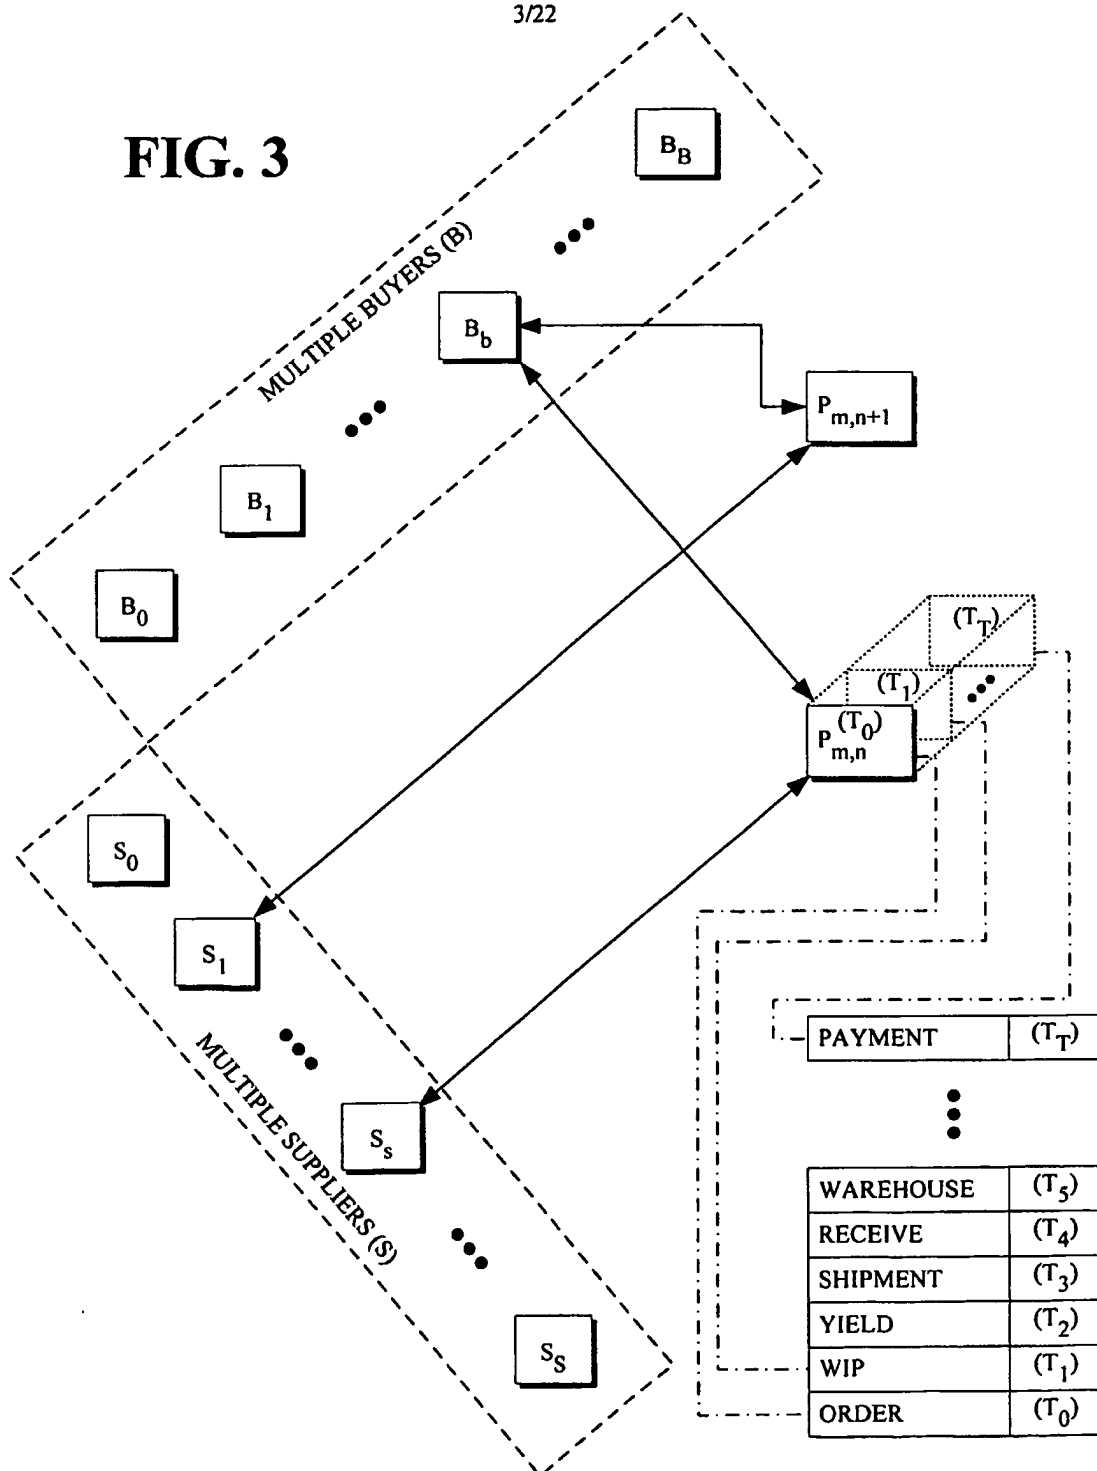 3/22
FIG. 3
B_B
MULTIPLE BUYERS (B)
B_b
P_m,n+1
B_1
B_0
(T_T)
(T_1)
(T_0)
P_m,n
S_0
S_1
MULTIPLE SUPPLIERS (S)
S_s
S_S
PAYMENT (T_T)
WAREHOUSE (T_5)
RECEIVE (T_4)
SHIPMENT (T_3)
YIELD (T_2)
WIP (T_1)
ORDER (T_0)